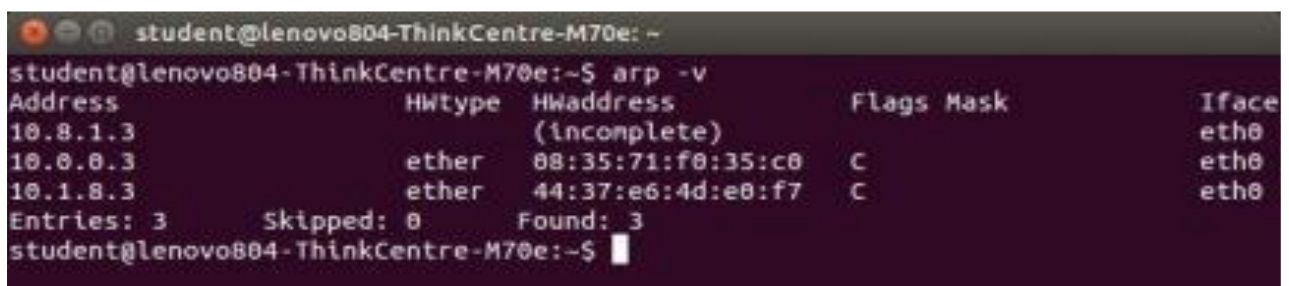 student@lenovo804-ThinkCentre-M70e: ~
student@lenovo804-ThinkCentre-M70e:~$ arp -v
Address HWtype HWaddress Flags Mask Iface
10.8.1.3 (incomplete) eth0
10.0.0.3 ether 08:35:71:f0:35:c0 C eth0
10.1.8.3 ether 44:37:e6:4d:e0:f7 C eth0
Entries: 3 Skipped: 0 Found: 3
student@lenovo804-ThinkCentre-M70e:~$